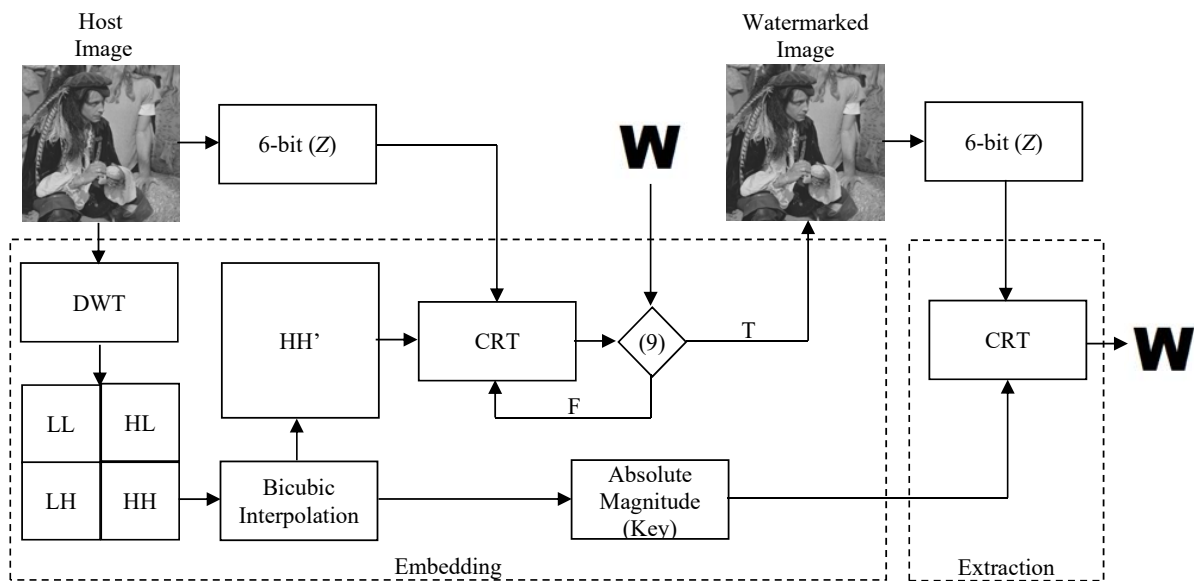 Host
Image
Watermarked
Image
6-bit (Z)
W
6-bit (Z)
DWT
HH’
CRT
(9)
T
CRT
W
F
LL
HL
LH
HH
Bicubic
Interpolation
Absolute
Magnitude
(Key)
Embedding
Extraction